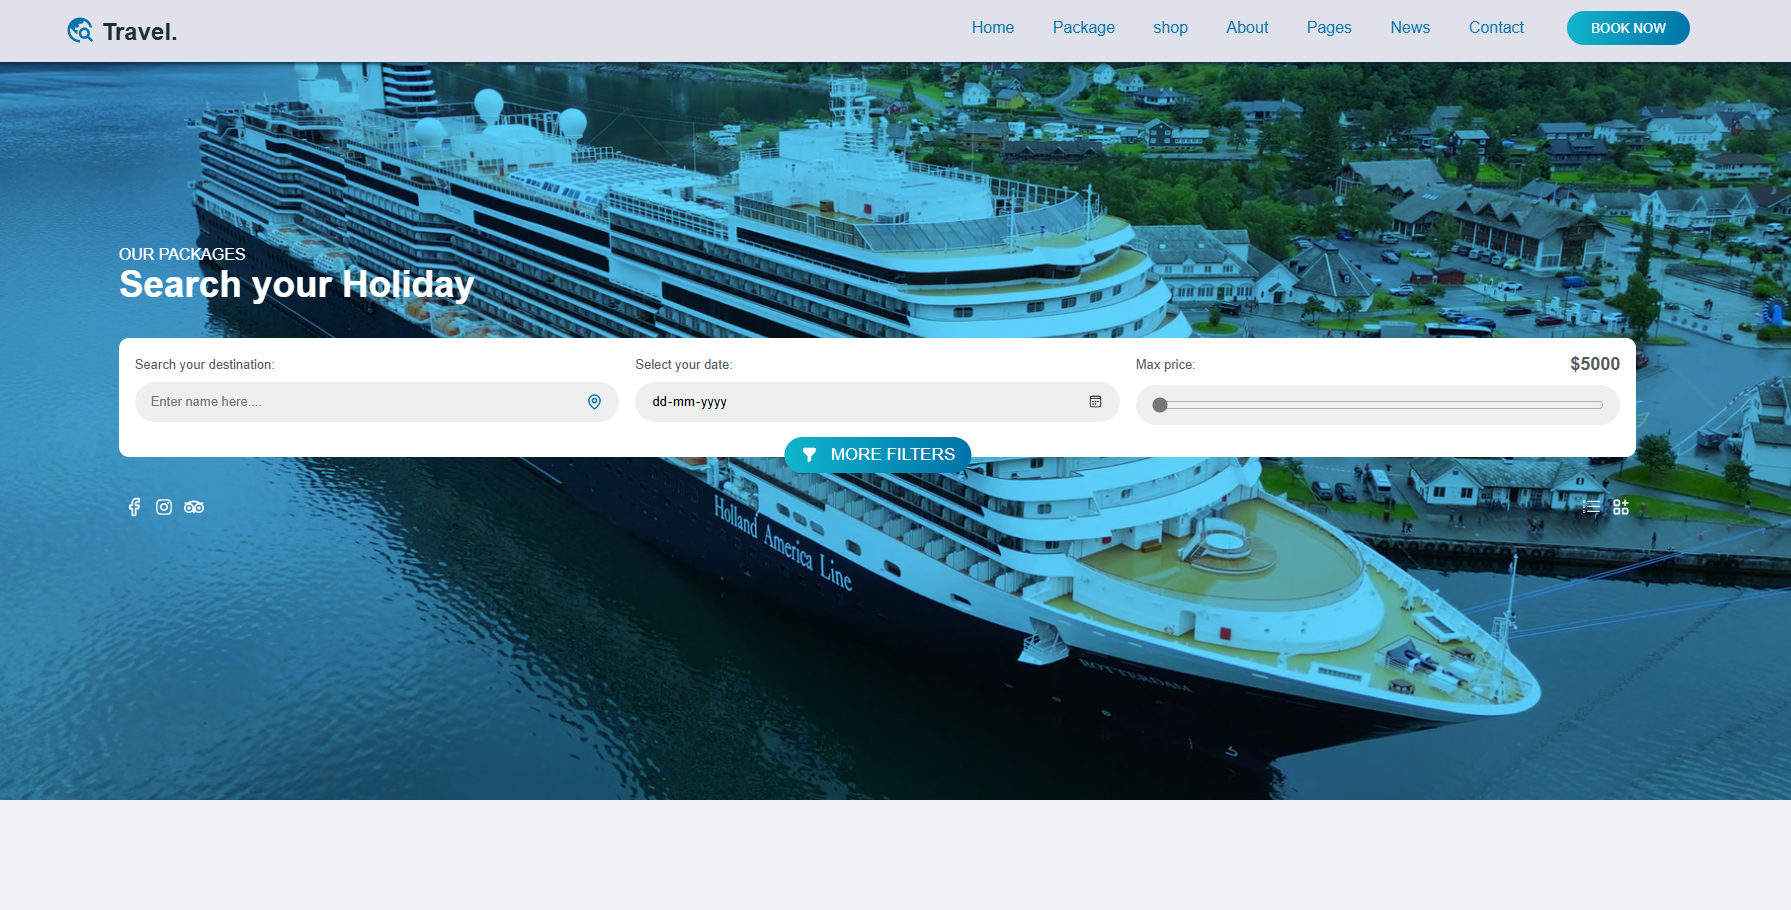 Travel.
Home Package shop About Pages News Contact BOOK NOW
OUR PACKAGES
Search your Holiday
Search your destination: Select your date: Max price: $5000
Enter name here.... dd-mm-yyyy
MORE FILTERS
Holland America Line
ROTTERDAM